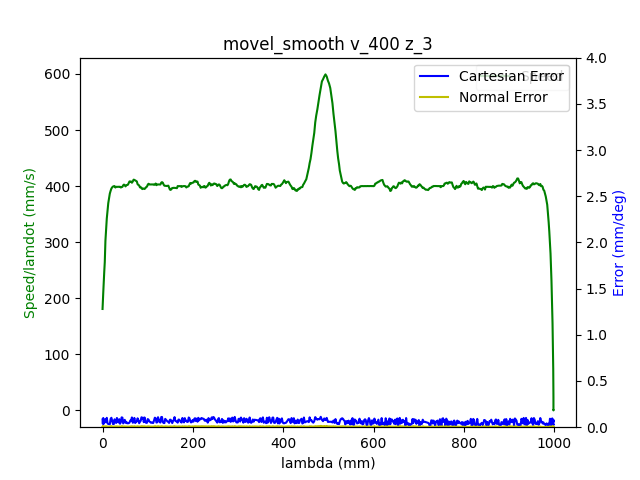 movel_smooth v_400 z_3
Cartesian Error
Normal Error
600
500
400
300
200
100
0
Speed/lamdot (mm/s)
4.0
3.5
3.0
2.5
2.0
1.5
1.0
0.5
0.0
Error (mm/deg)
0 200 400 600 800 1000
lambda (mm)